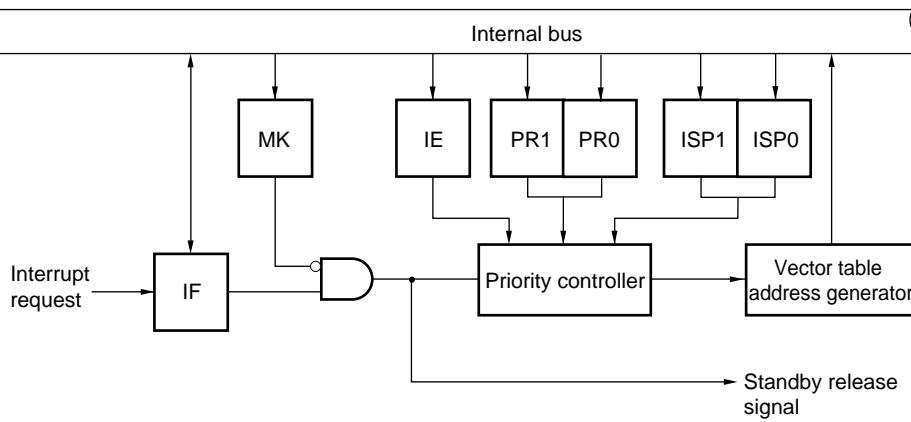 Internal bus
MK
IE
PR1
PR0
ISP1
ISP0
Interrupt
request
IF
Priority controller
Vector table
address generator
Standby release
signal